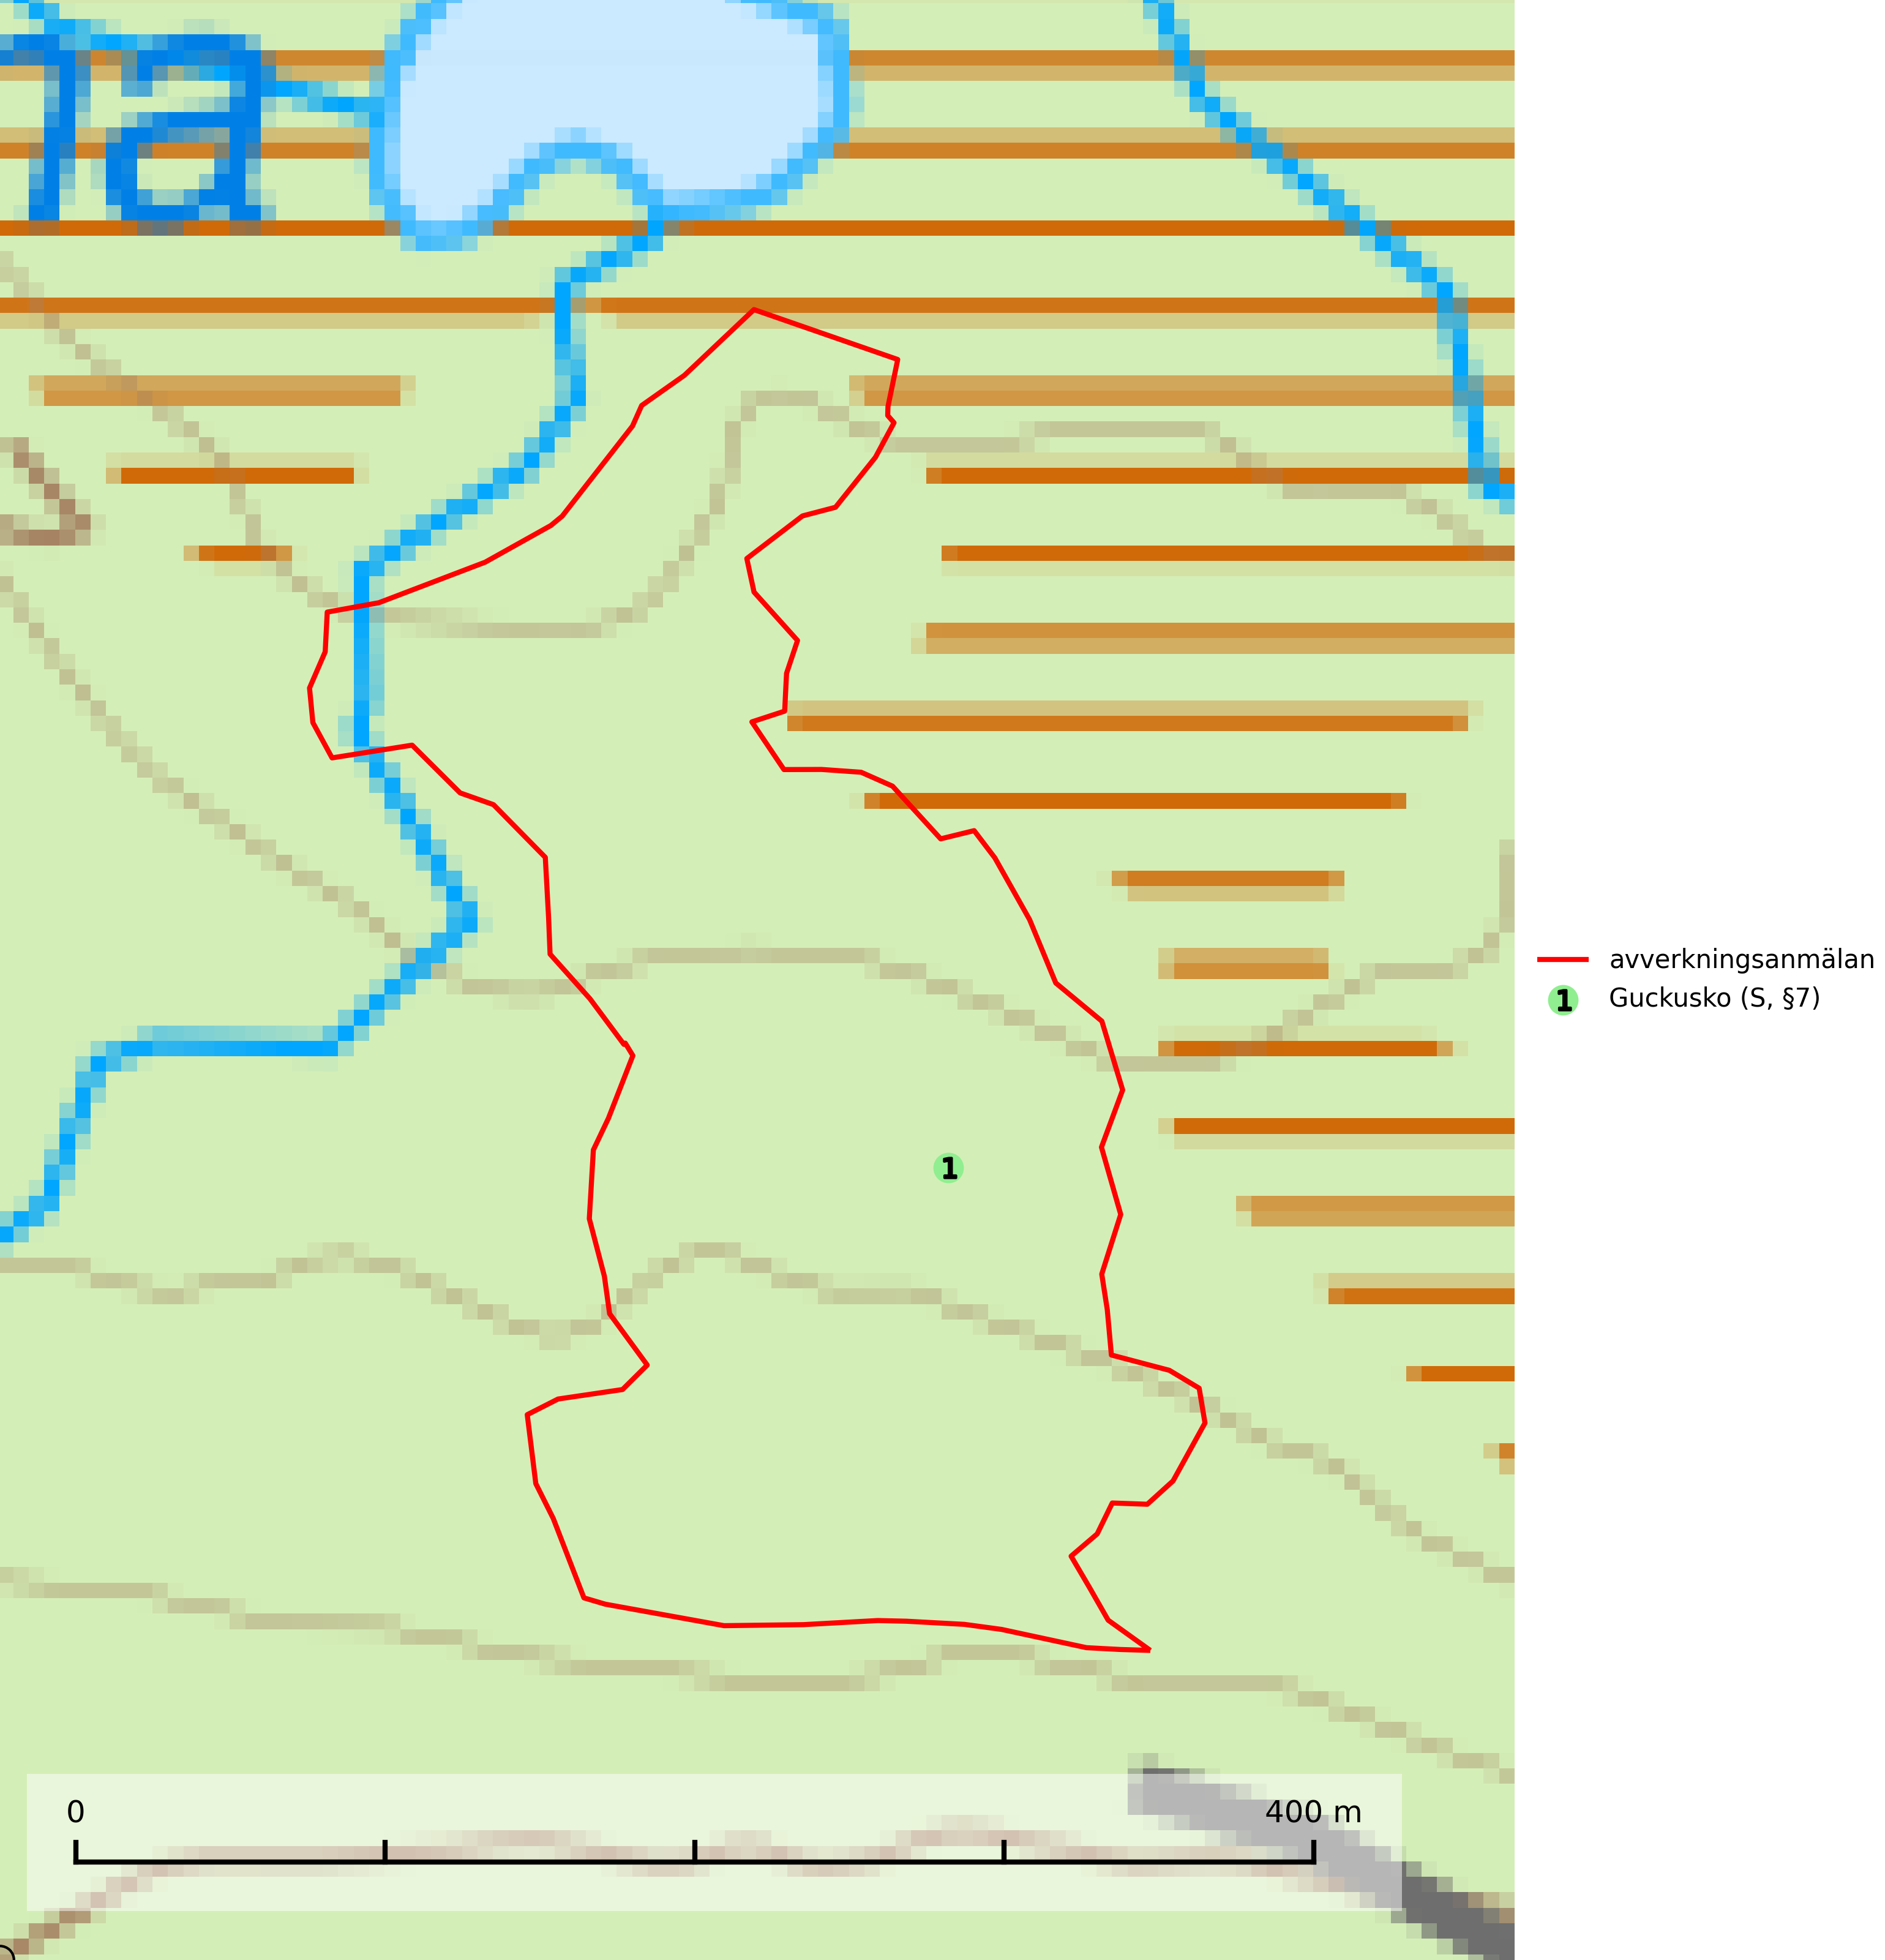 avverkningsanmälan
1 Guckusko (S, §7)
1
0 400 m